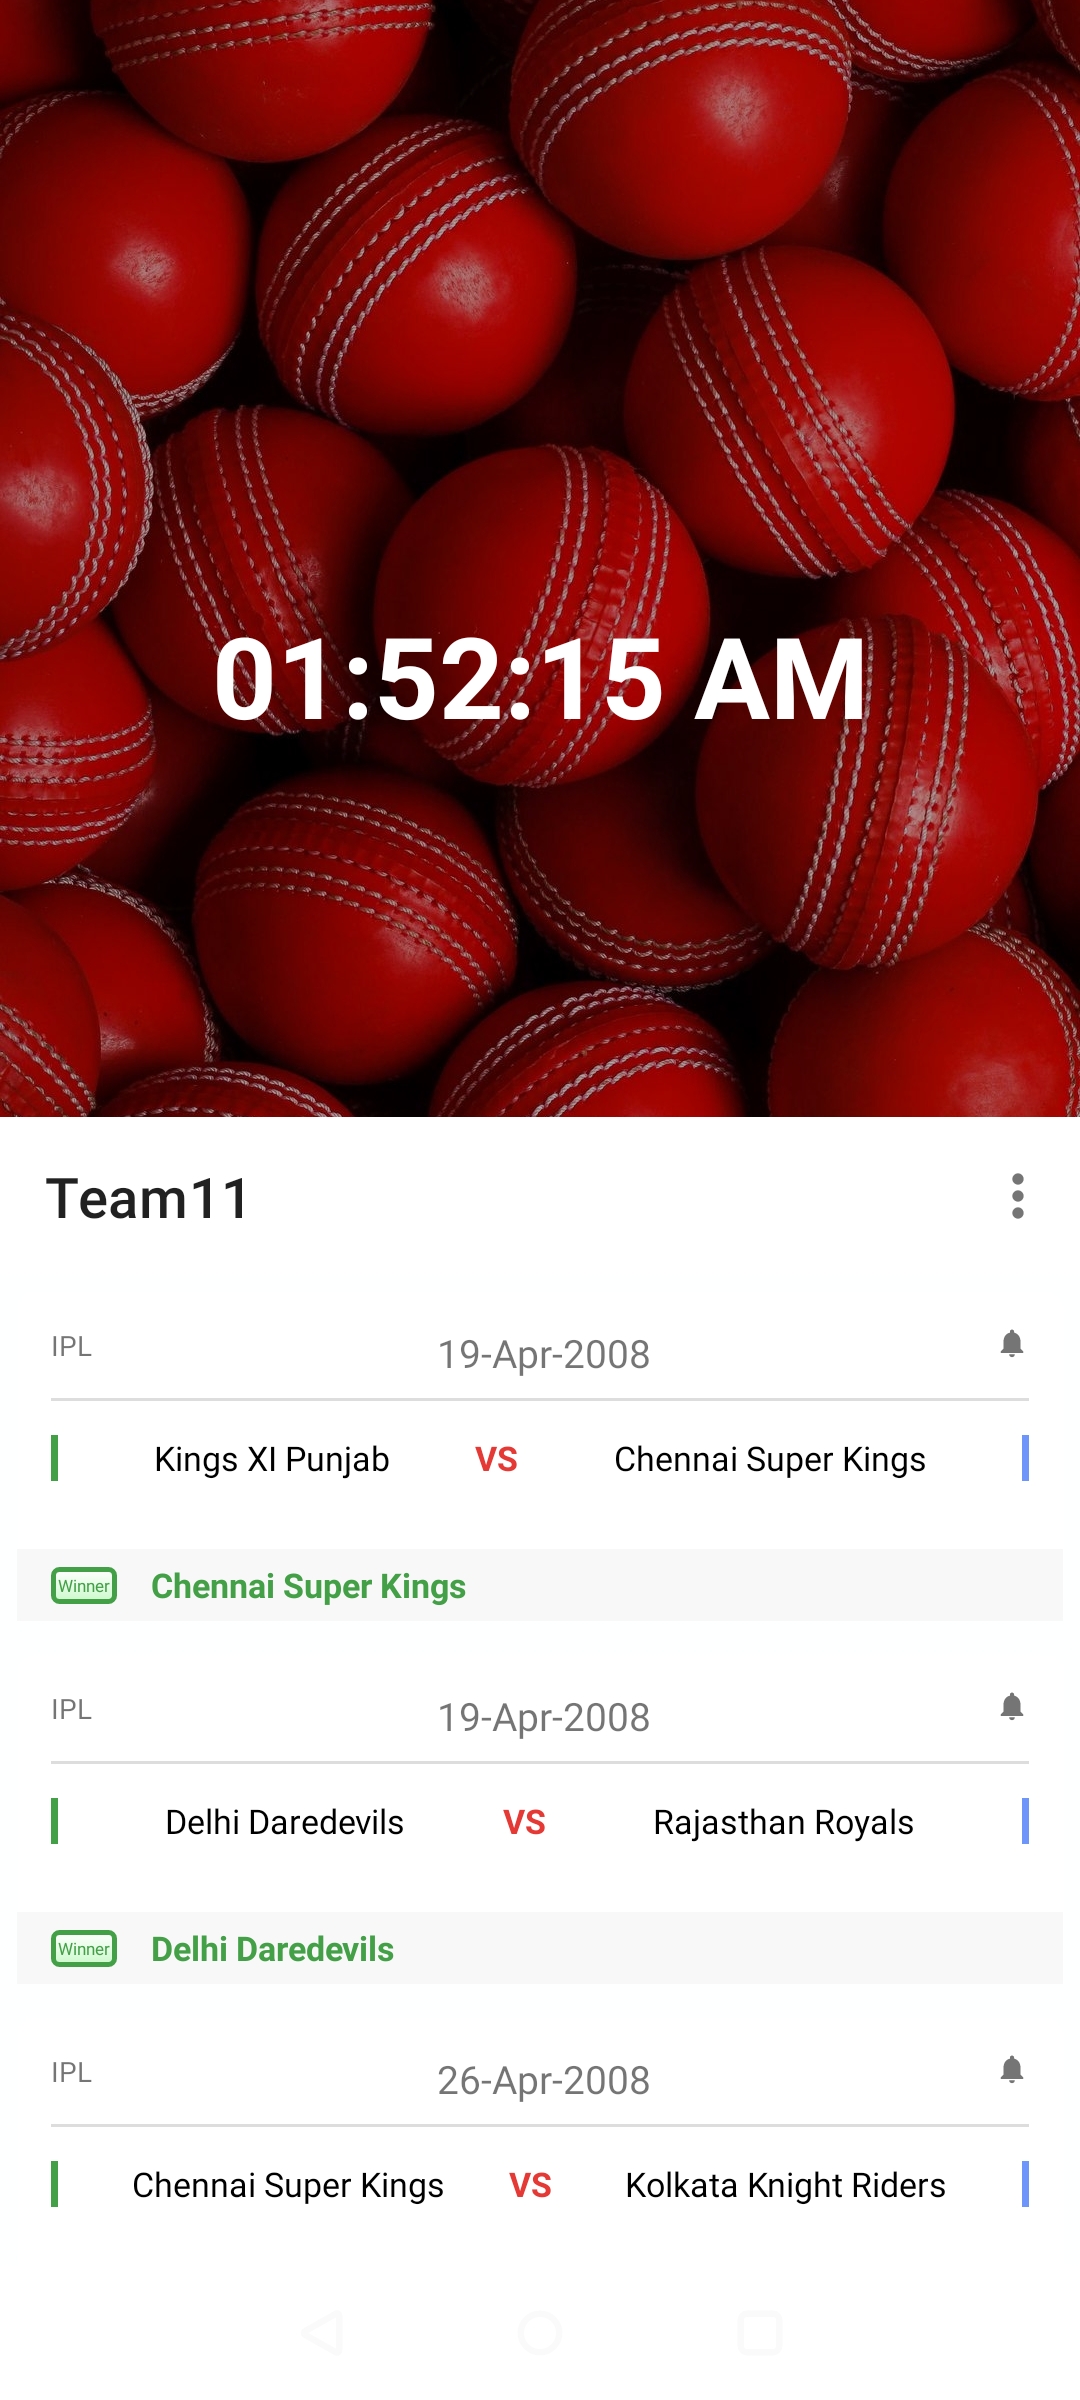 01:52:15 AM
Team11
IPL
19-Apr-2008
Kings XI Punjab VS Chennai Super Kings
Winner Chennai Super Kings
IPL
19-Apr-2008
Delhi Daredevils VS Rajasthan Royals
Winner Delhi Daredevils
IPL
26-Apr-2008
Chennai Super Kings VS Kolkata Knight Riders